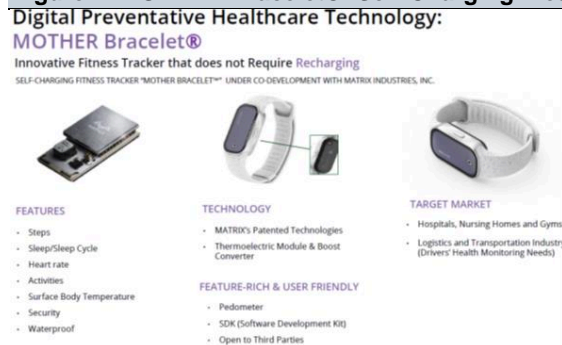 Digital Preventative Healthcare Technology:
MOTHER Bracelet®
Innovative Fitness Tracker that does not Require Recharging
SELF-CHARGING FITNESS TRACKER "MOTHER BRACELET™" UNDER CO-DEVELOPMENT WITH MATRIX INDUSTRIES, INC.
FEATURES
- Steps
- Sleep/Sleep Cycle
- Heart rate
- Activities
- Surface Body Temperature
- Security
- Waterproof
TECHNOLOGY
- MATRIX's Patented Technologies
- Thermoelectric Module & Boost
Converter
FEATURE-RICH & USER FRIENDLY
- Pedometer
- SDK (Software Development Kit)
- Open to Third Parties
TARGET MARKET
- Hospitals, Nursing Homes and Gyms
- Logistics and Transportation Industry
(Drivers' Health Monitoring Needs)